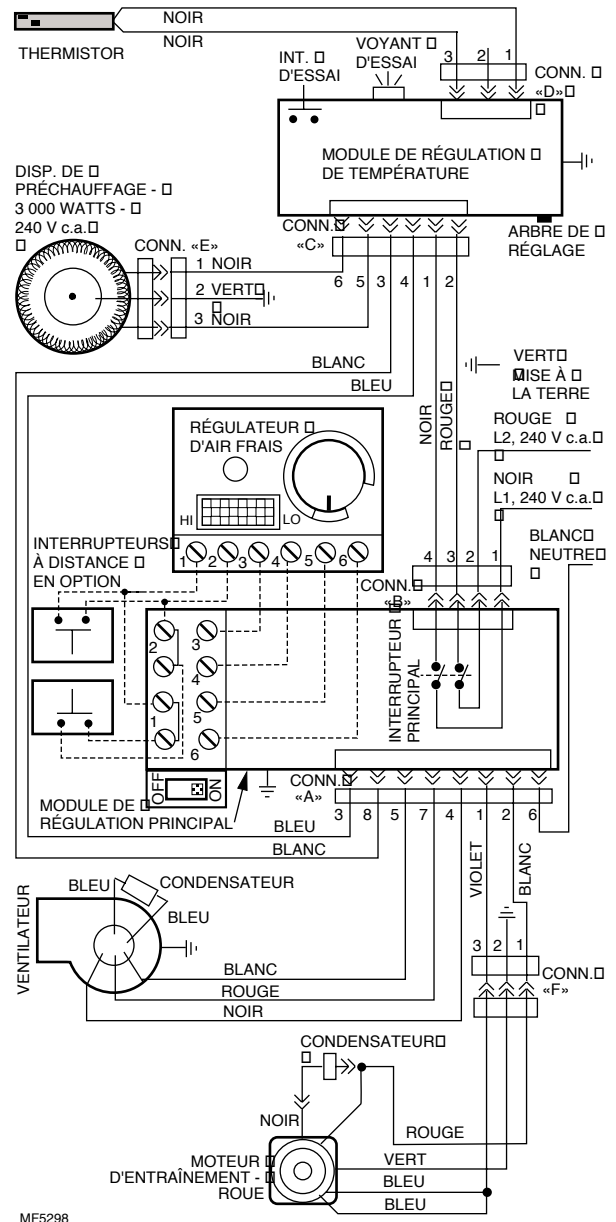 NOIR
NOIR
THERMISTOR
VOYANT
D'ESSAI
INT.
D'ESSAI
3 2 1
CONN.
«D»
MODULE DE RÉGULATION
DE TEMPÉRATURE
DISP. DE
PRÉCHAUFFAGE -
3 000 WATTS -
240 V c.a.
ARBRE DE
RÉGLAGE
CONN.
«C»
CONN. «E»
1 NOIR
2 VERT
3 NOIR
6 5 3 4 1 2
BLANC
BLEU
VERT
MISE À
LA TERRE
NOIR
ROUGE
ROUGE
L2, 240 V c.a.
NOIR
L1, 240 V c.a.
BLANC
NEUTRE
RÉGULATEUR
D'AIR FRAIS
HI
LO
1 2 3 4 5 6
INTERRUPTEURS
À DISTANCE
EN OPTION
4 3 2 1
CONN.
«B»
2
3
4
1
5
6
INTERRUPTEUR
PRINCIPAL
OFF
ON
MODULE DE
RÉGULATION PRINCIPAL
CONN.
«A»
3 8 5 7 4 1 2 6
BLEU
BLANC
VIOLET
BLANC
VENTILATEUR
BLEU
CONDENSATEUR
BLEU
BLANC
ROUGE
NOIR
3 2 1
CONN.
«F»
CONDENSATEUR
NOIR
ROUGE
MOTEUR
D'ENTRAÎNEMENT -
ROUE
VERT
BLEU
BLEU
MF5298